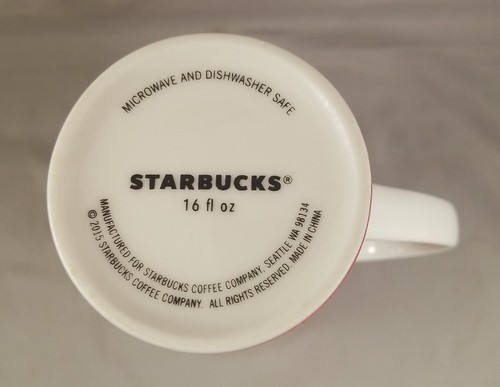 MICROWAVE AND DISHWASHER SAFE
STARBUCKS®
16 fl oz
MANUFACTURED FOR STARBUCKS COFFEE COMPANY, SEATTLE WA 98134
© 2015 STARBUCKS COFFEE COMPANY. ALL RIGHTS RESERVED. MADE IN CHINA